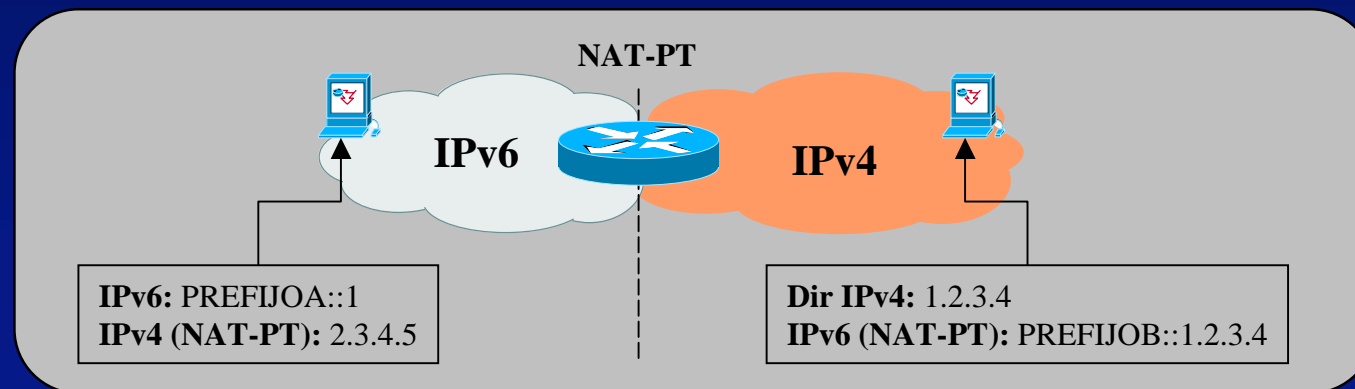 NAT-PT
IPv6
IPv4
IPv6: PREFIJOA::1
IPv4 (NAT-PT): 2.3.4.5
Dir IPv4: 1.2.3.4
IPv6 (NAT-PT): PREFIJOB::1.2.3.4